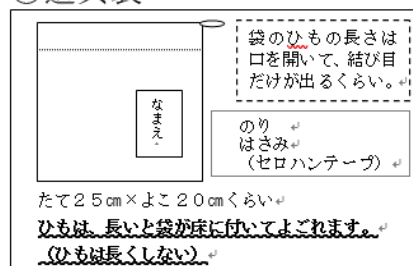 袋のひもの長さは
口を開いて、結び目
だけが出るくらい。
なまえ
のり
はさみ
（セロハンテープ）
たて２５㎝×よこ２０㎝くらい
ひもは、長いと袋が床に付いてよごれます。
（ひもは長くしない）